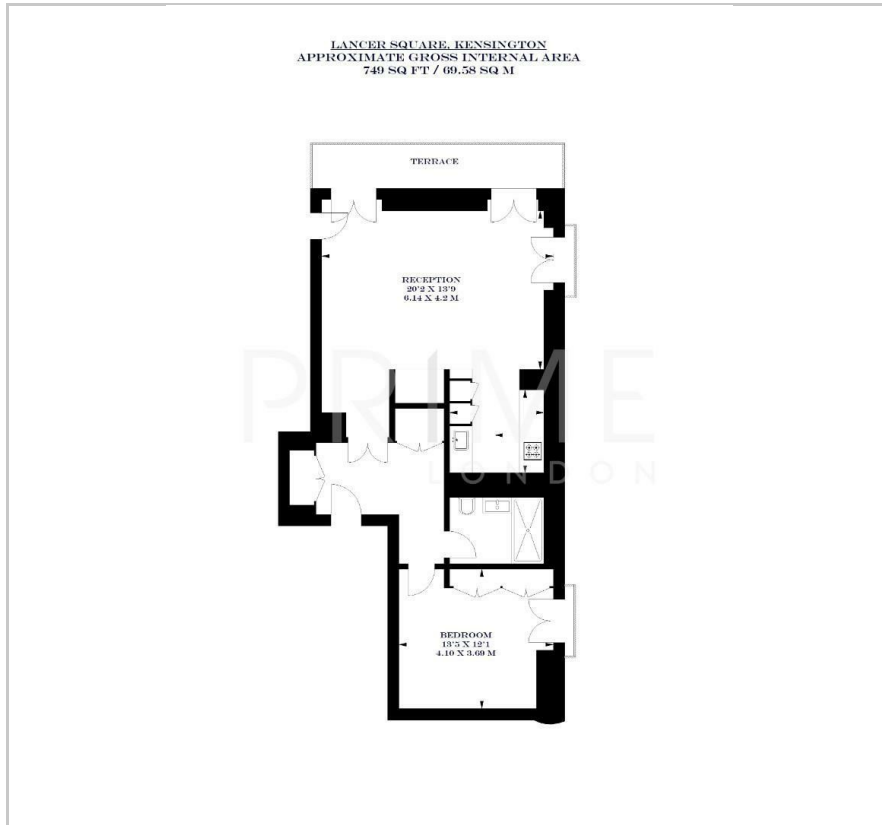 LANCER SQUARE, KENSINGTON
APPROXIMATE GROSS INTERNAL AREA
749 SQ FT / 69.58 SQ M
TERRACE
RECEPTION
20'2 X 13'9
6.14 X 4.2 M
PRIME
LONDON
BEDROOM
13'5 X 12'1
4.10 X 3.69 M